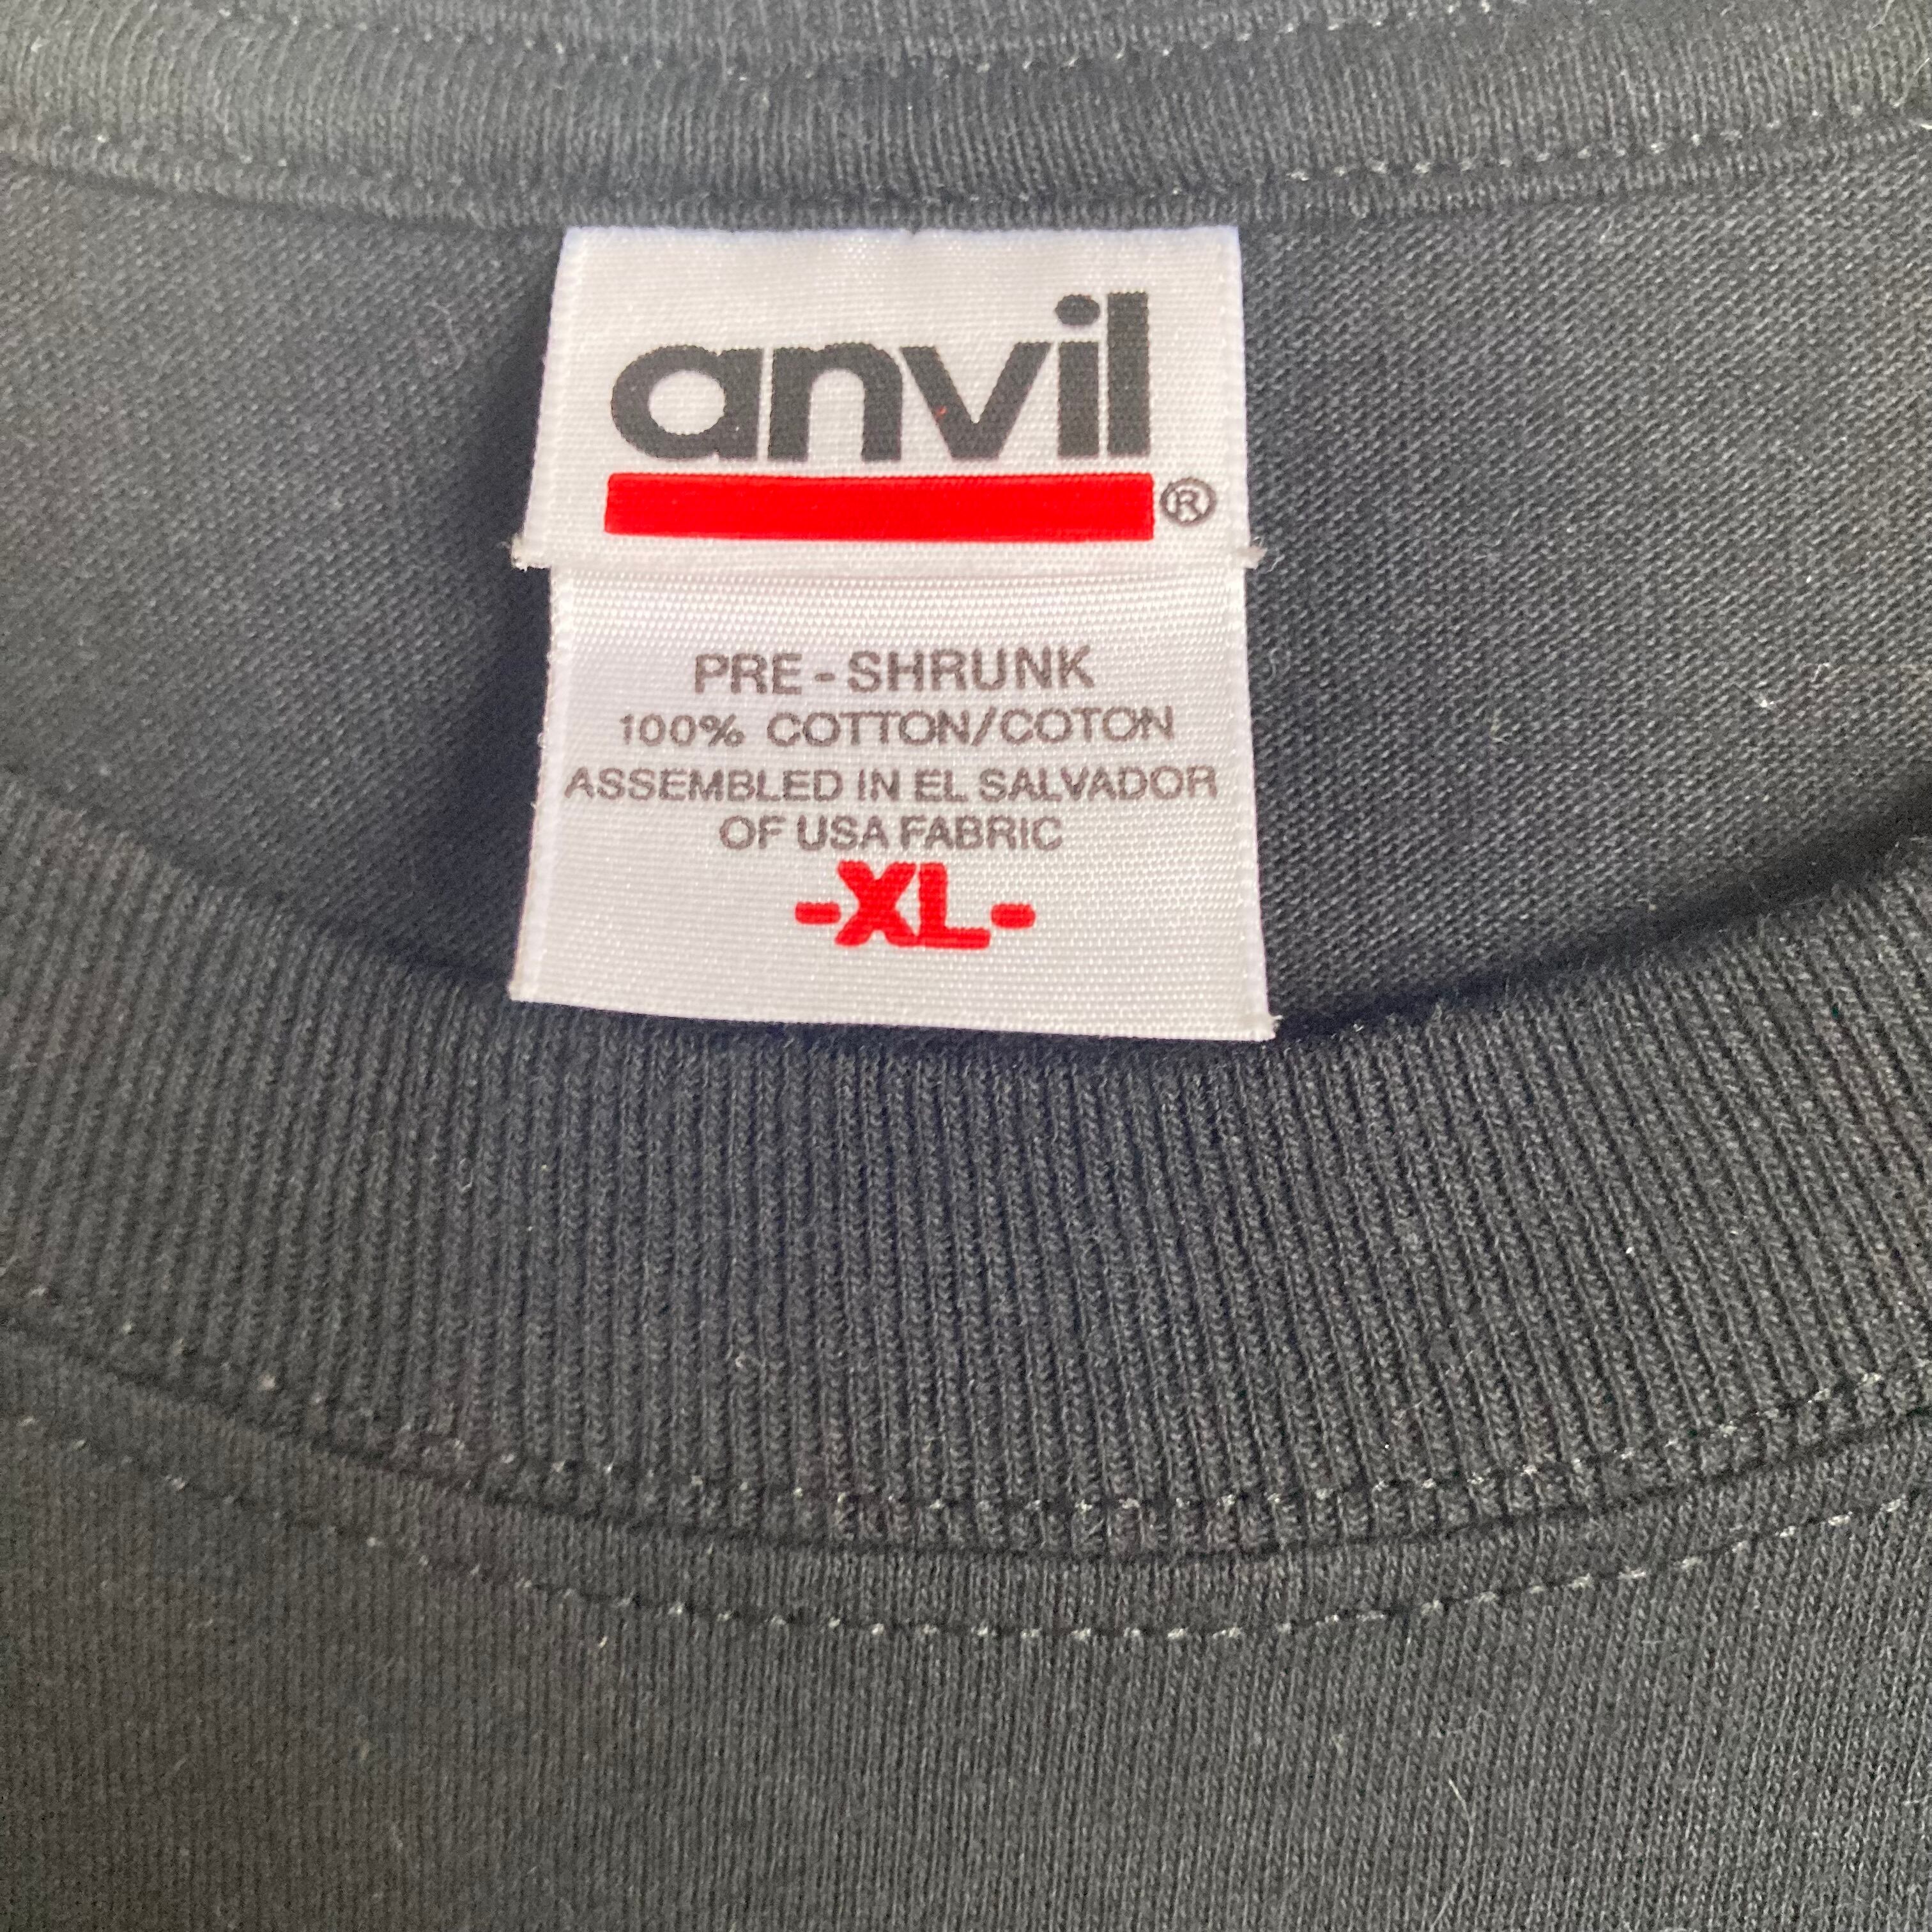 anvil
®
PRE-SHRUNK
100% COTTON/COTON
ASSEMBLED IN EL SALVADOR
OF USA FABRIC
-XL-